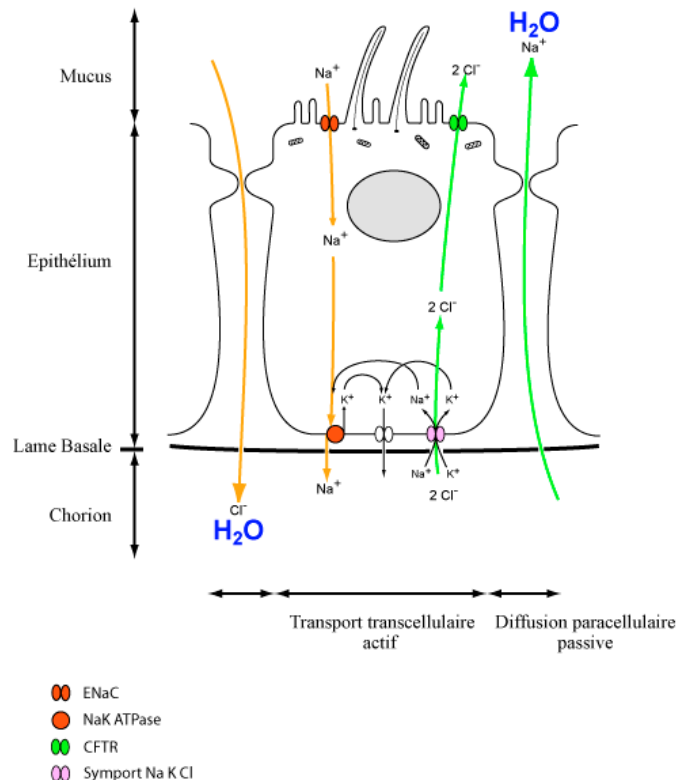 H₂O
Na⁺
Mucus
Na⁺
2 Cl⁻
Na⁺
Epithélium
2 Cl⁻
K⁺
K⁺
Na⁺
K⁺
Lame Basale
Na⁺
Na⁺
K⁺
2 Cl⁻
Chorion
Cl⁻
H₂O
Transport transcellulaire
actif
Diffusion paracellulaire
passive
ENaC
NaK ATPase
CFTR
Symport Na K Cl